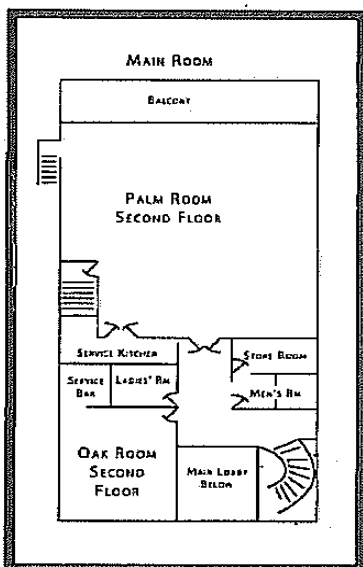 MAIN ROOM
BALCONY
PALM ROOM
SECOND FLOOR
SERVICE KITCHEN
STORE ROOM
SERVICE
BAR
LADIES' RM
MEN'S RM
OAK ROOM
SECOND
FLOOR
MAIN LOBBY
BELOW